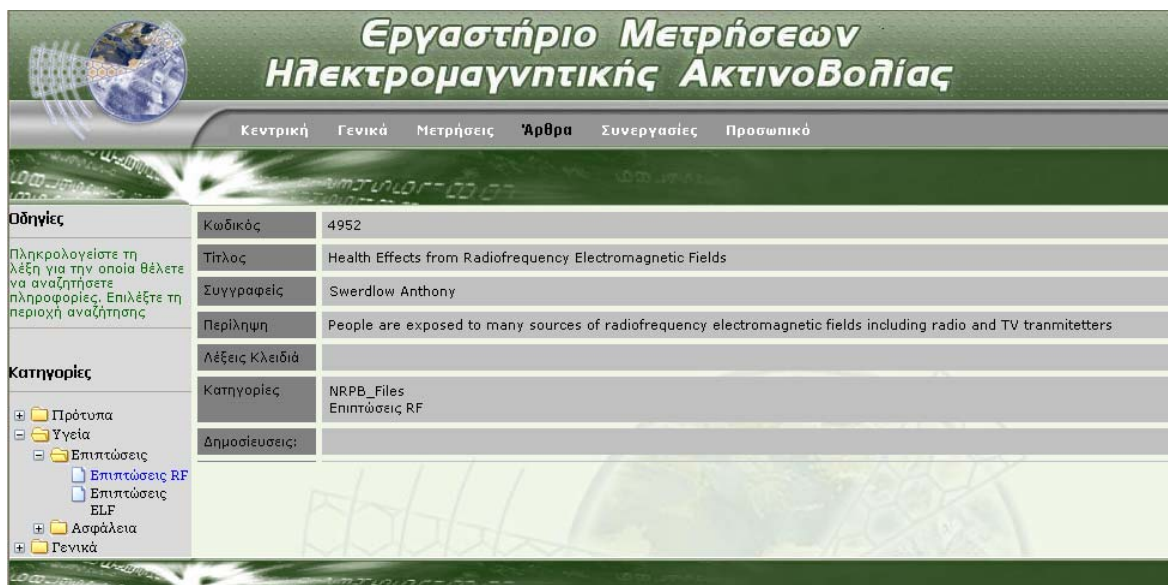 Εργαστήριο Μετρήσεων
Ηλεκτρομαγνητικής Ακτινοβολίας
Κεντρική Γενικά Μετρήσεις Άρθρα Συνεργασίες Προσωπικό
Οδηγίες
Πληκρολογείστε τη
λέξη για την οποία θέλετε
να αναζητήσετε
πληροφορίες. Επιλέξτε τη
περιοχή αναζήτησης
Κατηγορίες
Πρότυπα
Υγεία
Επιπτώσεις
Επιπτώσεις RF
Επιπτώσεις
ELF
Ασφάλεια
Γενικά
Κωδικός 4952
Τίτλος Health Effects from Radiofrequency Electromagnetic Fields
Συγγραφείς Swerdlow Anthony
Περίληψη People are exposed to many sources of radiofrequency electromagnetic fields including radio and TV tranmitetters
Λέξεις Κλειδιά
Κατηγορίες NRPB_Files
Επιπτώσεις RF
Δημοσίευσεις: